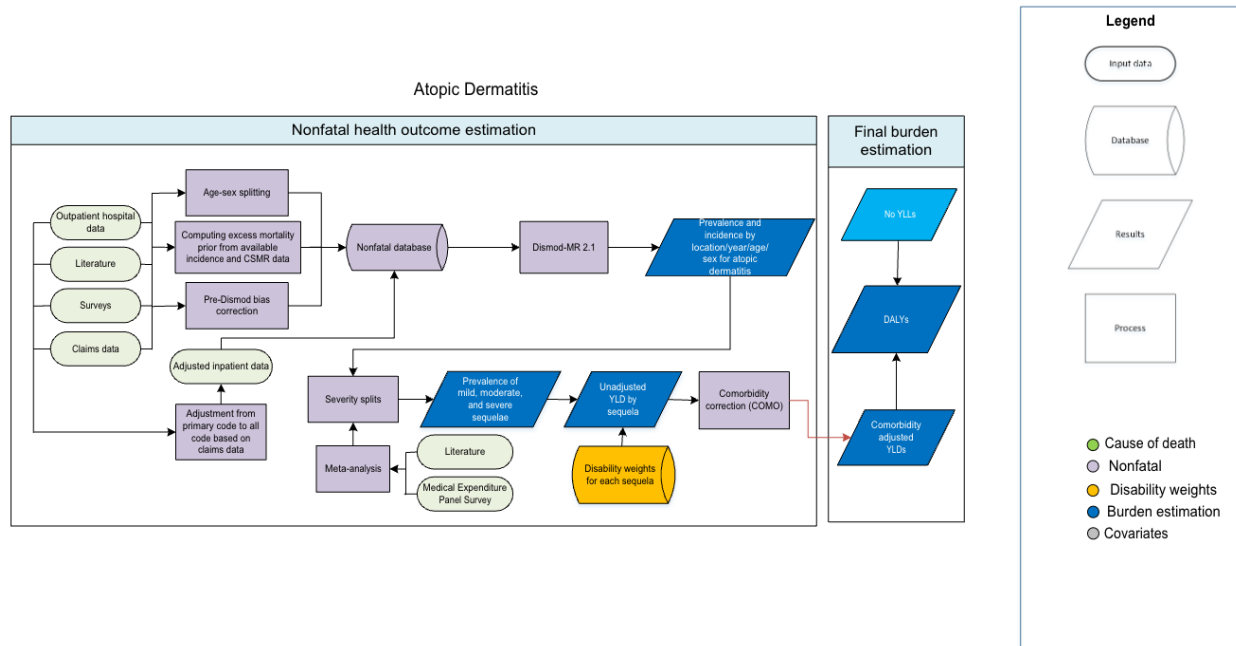 Atopic Dermatitis
Nonfatal health outcome estimation
Outpatient hospital
data
Literature
Surveys
Claims data
Age-sex splitting
Computing excess mortality
prior from available
incidence and CSMR data
Pre-Dismod bias
correction
Adjusted inpatient data
Adjustment from
primary code to all
code based on
claims data
Nonfatal database
Dismod-MR 2.1
Prevalence and
incidence by
location/year/age/
sex for atopic
dermatitis
Severity splits
Meta-analysis
Literature
Medical Expenditure
Panel Survey
Prevalence of
mild, moderate,
and severe
sequelae
Unadjusted
YLD by
sequela
Disability weights
for each sequela
Comorbidity
correction (COMO)
Final burden
estimation
No YLLs
DALYs
Comorbidity
adjusted
YLDs
Legend
Input data
Database
Results
Process
Cause of death
Nonfatal
Disability weights
Burden estimation
Covariates